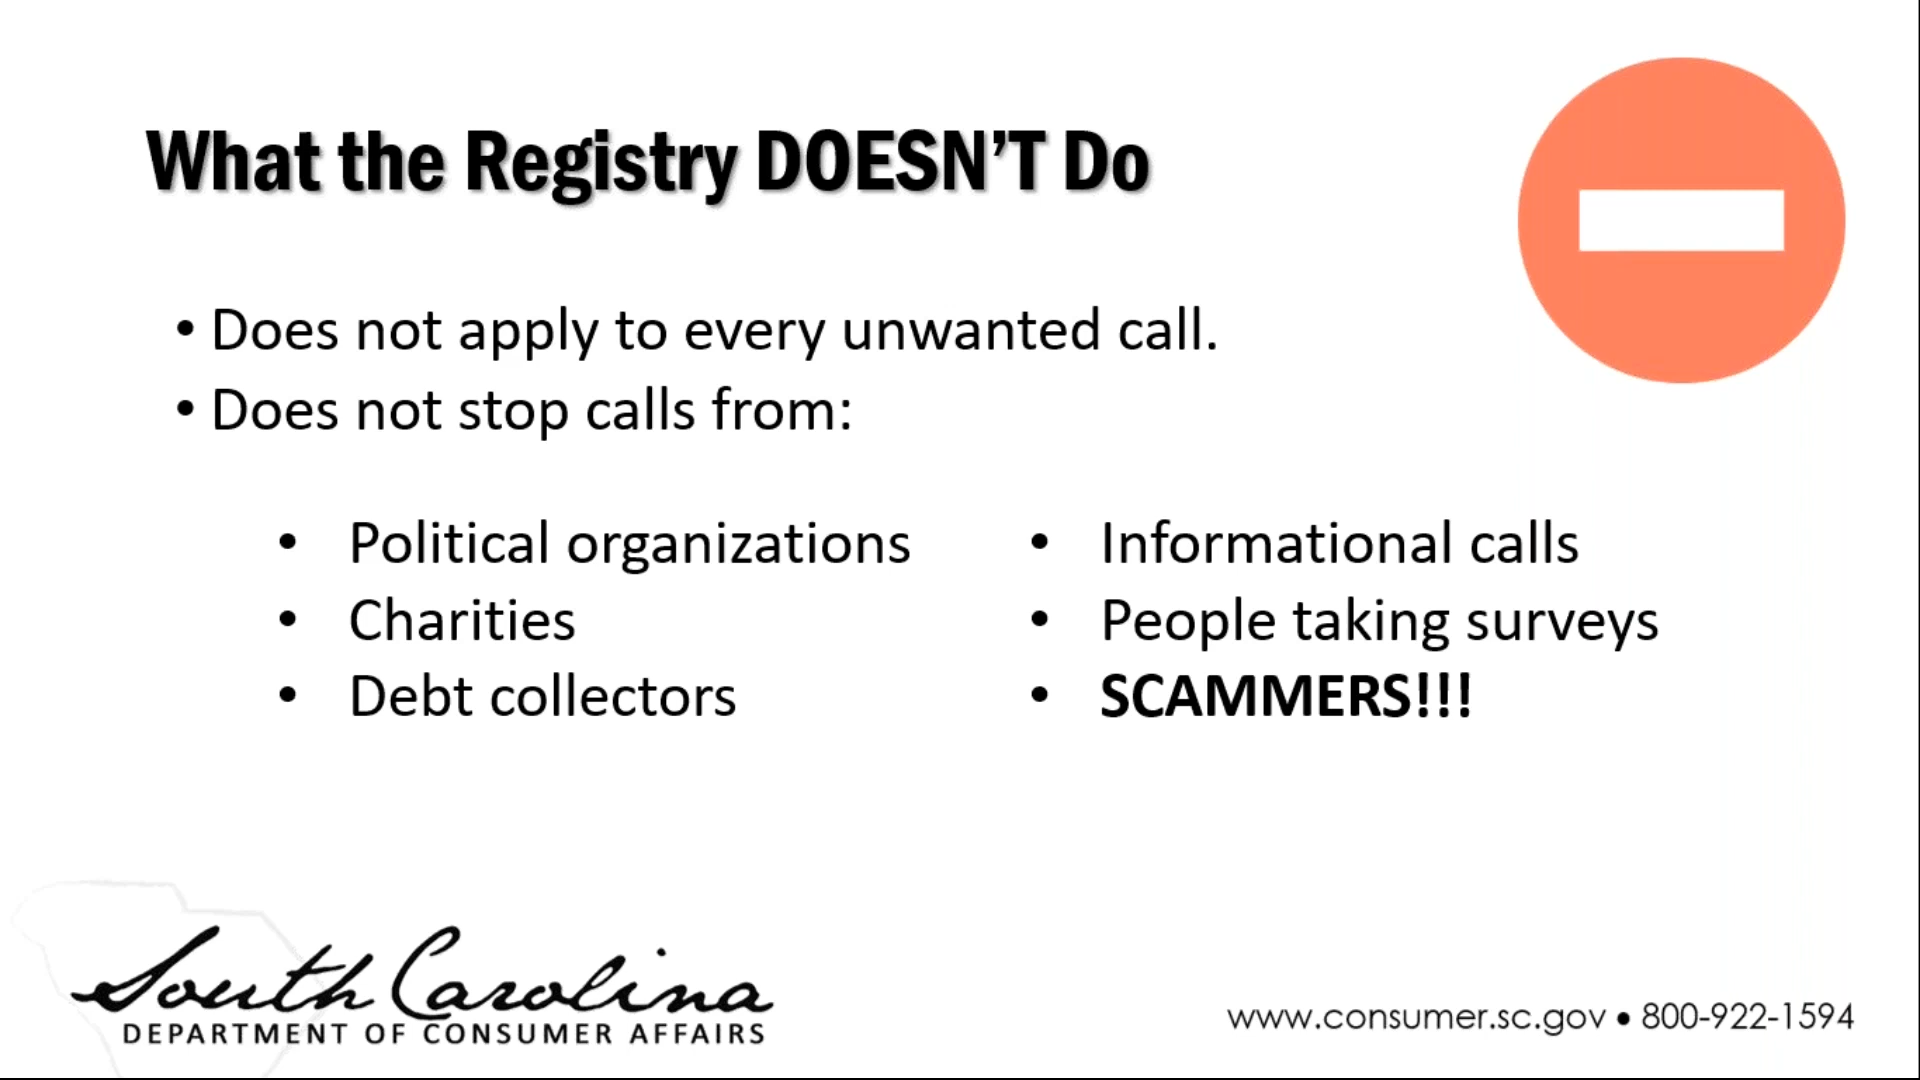 What the Registry DOESN’T Do
• Does not apply to every unwanted call.
• Does not stop calls from:
• Political organizations
• Charities
• Debt collectors
• Informational calls
• People taking surveys
• SCAMMERS!!!
South Carolina
DEPARTMENT OF CONSUMER AFFAIRS
www.consumer.sc.gov • 800-922-1594